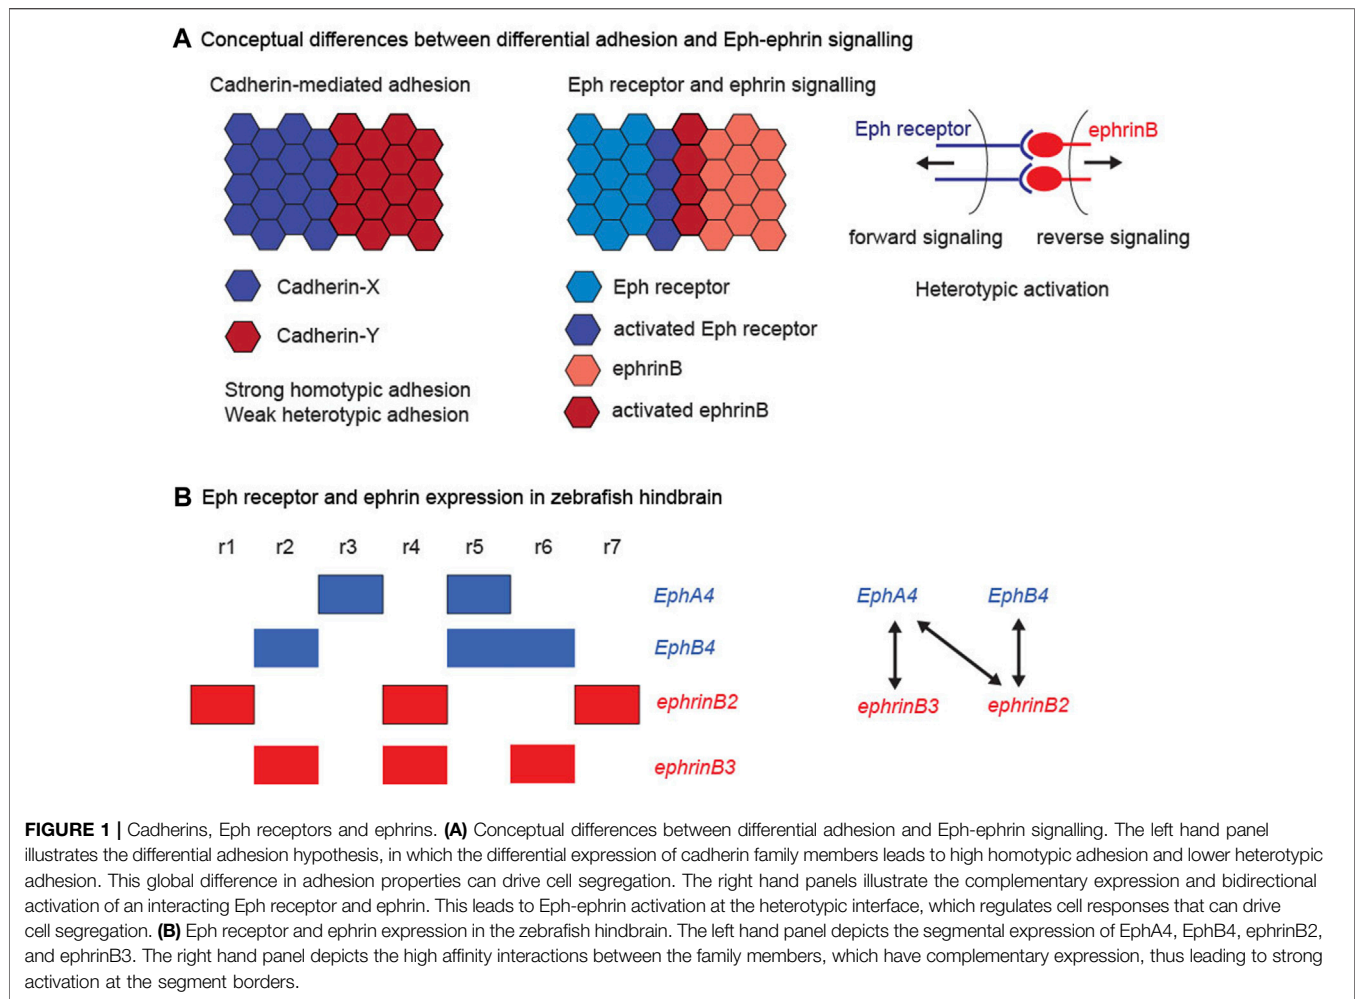 A Conceptual differences between differential adhesion and Eph-ephrin signalling
Cadherin-mediated adhesion
Eph receptor and ephrin signalling
Eph receptor
ephrinB
forward signaling
reverse signaling
Heterotypic activation
Cadherin-X
Cadherin-Y
Strong homotypic adhesion
Weak heterotypic adhesion
Eph receptor
activated Eph receptor
ephrinB
activated ephrinB
B Eph receptor and ephrin expression in zebrafish hindbrain
r1 r2 r3 r4 r5 r6 r7
EphA4
EphB4
ephrinB2
ephrinB3
EphA4 EphB4
ephrinB3 ephrinB2
FIGURE 1 | Cadherins, Eph receptors and ephrins. (A) Conceptual differences between differential adhesion and Eph-ephrin signalling. The left hand panel
illustrates the differential adhesion hypothesis, in which the differential expression of cadherin family members leads to high homotypic adhesion and lower heterotypic
adhesion. This global difference in adhesion properties can drive cell segregation. The right hand panels illustrate the complementary expression and bidirectional
activation of an interacting Eph receptor and ephrin. This leads to Eph-ephrin activation at the heterotypic interface, which regulates cell responses that can drive
cell segregation. (B) Eph receptor and ephrin expression in the zebrafish hindbrain. The left hand panel depicts the segmental expression of EphA4, EphB4, ephrinB2,
and ephrinB3. The right hand panel depicts the high affinity interactions between the family members, which have complementary expression, thus leading to strong
activation at the segment borders.